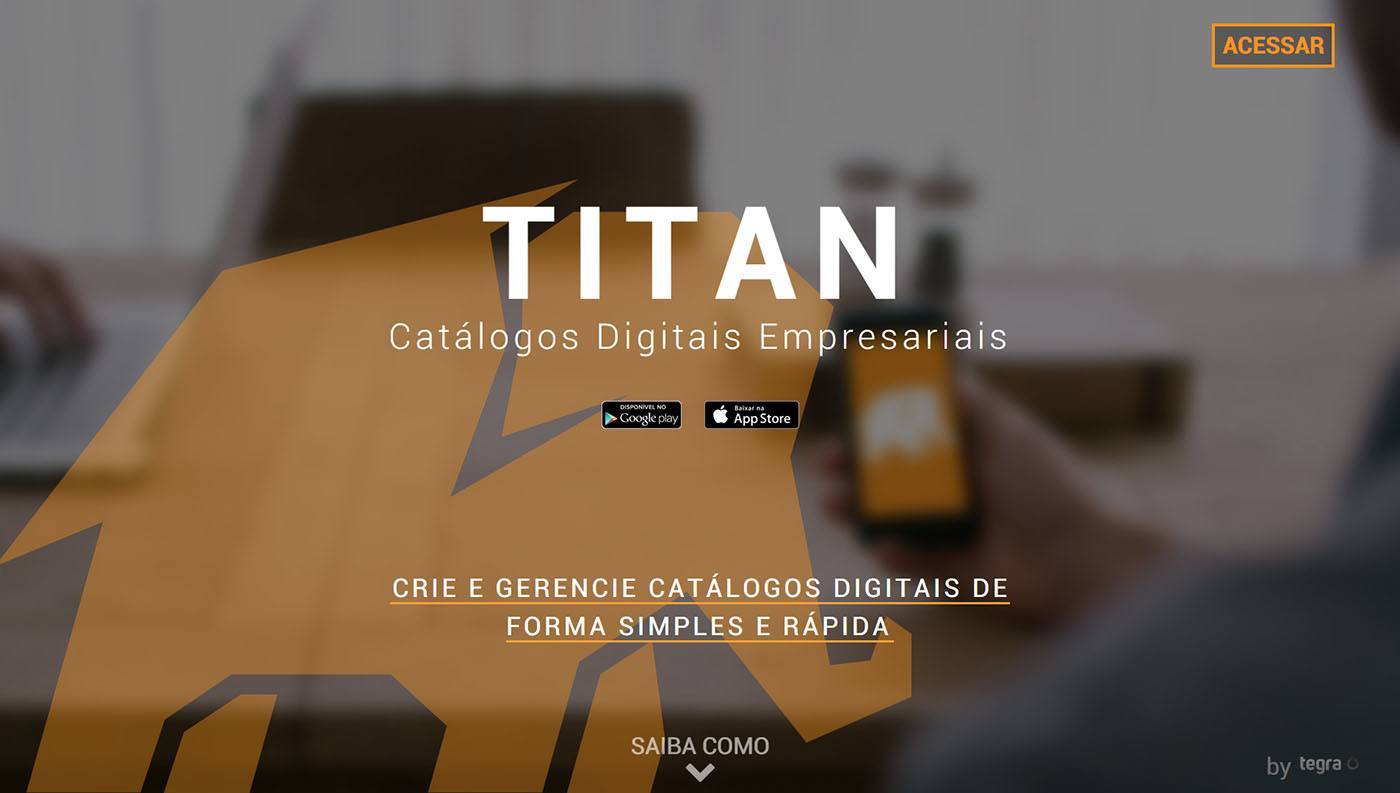 ACESSAR
TITAN
Catálogos Digitais Empresariais
DISPONÍVEL NO
Google play
Baixar na
App Store
CRIE E GERENCIE CATÁLOGOS DIGITAIS DE
FORMA SIMPLES E RÁPIDA
SAIBA COMO
by tegra